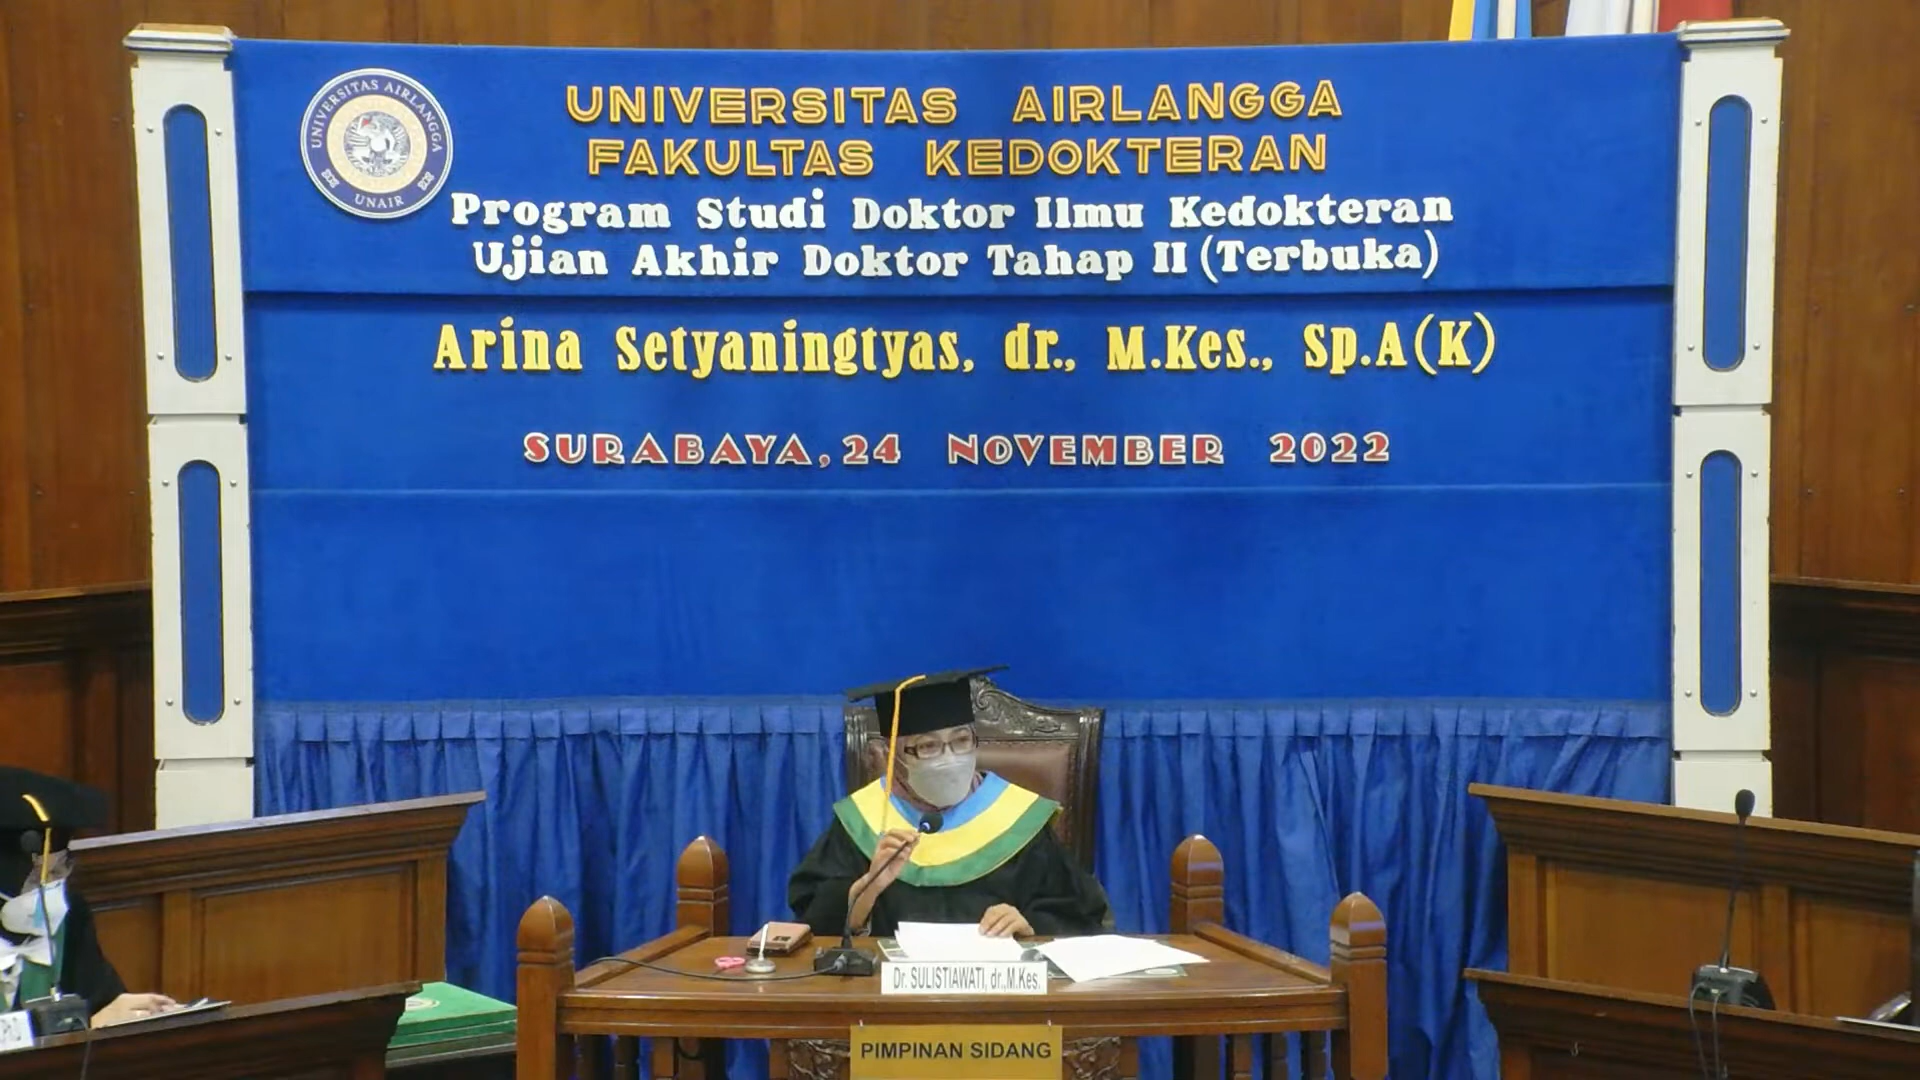 UNIVERSITAS AIRLANGGA
UNAIR
UNIVERSITAS AIRLANGGA
FAKULTAS KEDOKTERAN
Program Studi Doktor Ilmu Kedokteran
Ujian Akhir Doktor Tahap II (Terbuka)
Arina Setyaningtyas, dr., M.Kes., Sp.A(K)
SURABAYA, 24 NOVEMBER 2022
Dr. SULISTIAWATI, dr.,M.Kes.
PIMPINAN SIDANG